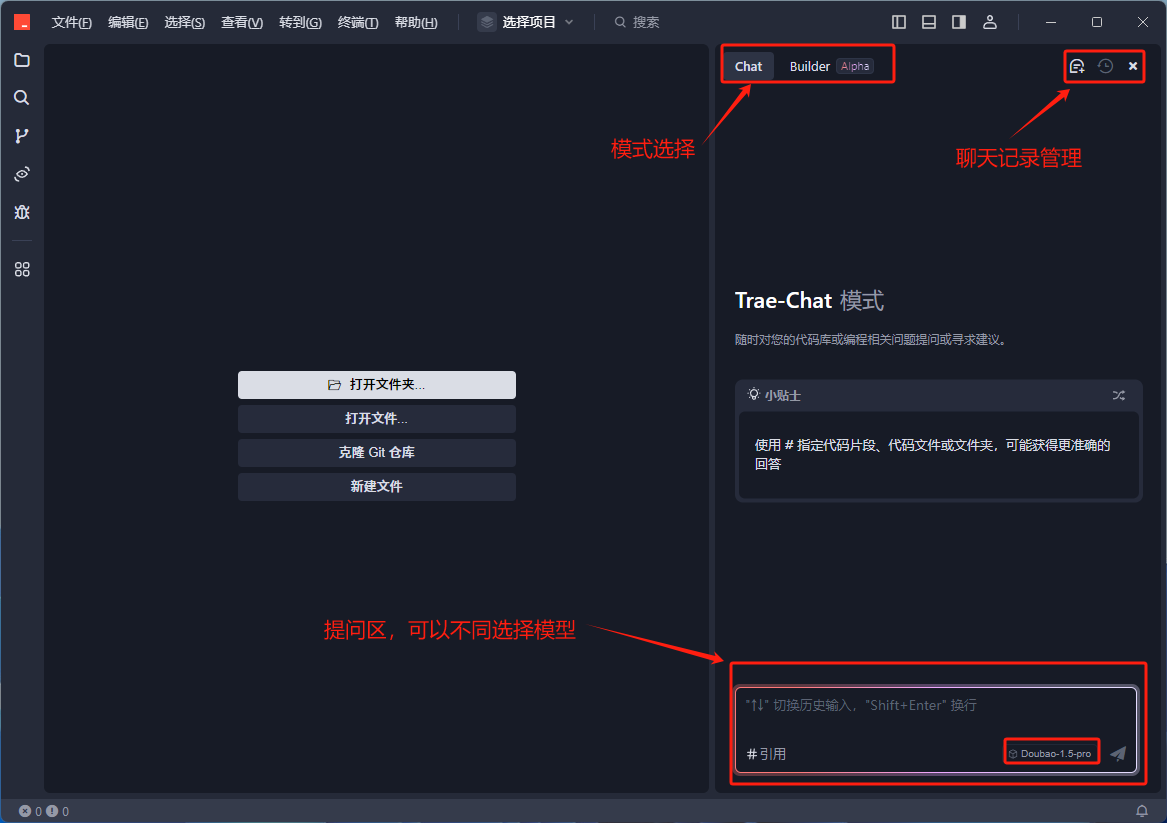 文件(F) 编辑(E) 选择(S) 查看(V) 转到(G) 终端(T) 帮助(H) 选择项目 搜索
Chat Builder Alpha
模式选择
聊天记录管理
Trae-Chat 模式
随时对您的代码库或编程相关问题提问或寻求建议。
打开文件夹...
打开文件...
克隆 Git 仓库
新建文件
小贴士
使用 # 指定代码片段、代码文件或文件夹，可能获得更准确的
回答
提问区，可以不同选择模型
"↑↓" 切换历史输入，"Shift+Enter" 换行
# 引用 Doubao-1.5-pro
0 0